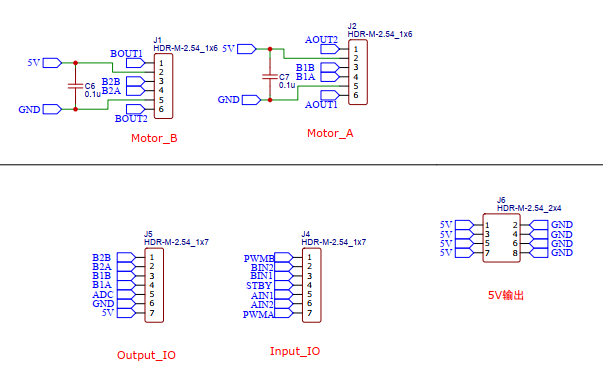 J1
HDR-M-2.54_1x6
5V
BOUT1
C6
0.1u
B2B
B2A
GND
BOUT2
1
2
3
4
5
6
Motor_B
J2
HDR-M-2.54_1x6
5V
AOUT2
C7
0.1u
B1B
B1A
GND
AOUT1
1
2
3
4
5
6
Motor_A
J5
HDR-M-2.54_1x7
B2B 1
B2A 2
B1B 3
B1A 4
ADC 5
GND 6
5V 7
Output_IO
J4
HDR-M-2.54_1x7
PWMB 1
BIN2 2
BIN1 3
STBY 4
AIN1 5
AIN2 6
PWMA 7
Input_IO
J6
HDR-M-2.54_2x4
5V 1 2 GND
5V 3 4 GND
5V 5 6 GND
5V 7 8 GND
5V输出